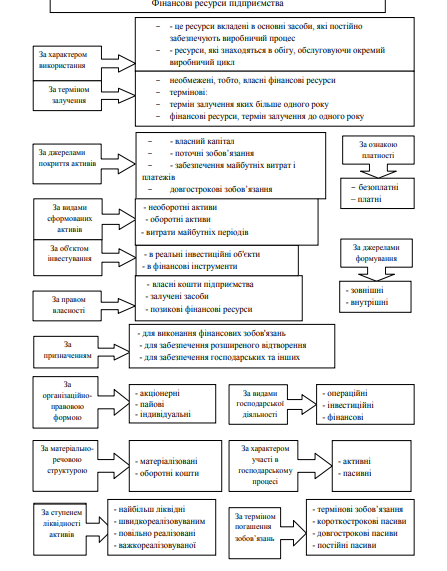 Фінансові ресурси підприємства
За характером
використання
– - це ресурси вкладені в основні засоби, які постійно
забезпечують виробничий процес
– - ресурси, які знаходяться в обігу, обслуговуючи окремий
виробничий цикл
За терміном
залучення
– необмежені, тобто, власні фінансові ресурси
– термінові:
– термін залучення яких більше одного року
– фінансові ресурси, термін залучення до одного року
За джерелами
покриття активів
– - власний капітал
– - поточні зобов’язання
– - забезпечення майбутніх витрат і
платежів
– довгострокові зобов’язання
За ознакою
платності
– безоплатні
– платні
За видами
сформованих
активів
- необоротні активи
- оборотні активи
- витрати майбутніх періодів
За об'єктом
інвестування
- в реальні інвестиційні об'єкти
- в фінансові інструменти
За джерелами
формування
- зовнішні
- внутрішні
За правом
власності
- власні кошти підприємства
- залучені засоби
- позикові фінансові ресурси
За
призначенням
- для виконання фінансових зобов'язань
- для забезпечення розширеного відтворення
- для забезпечення господарських та інших
За
організаційно-
правовою
формою
- акціонерні
- пайові
- індивідуальні
За видами
господарської
діяльності
- операційні
- інвестиційні
- фінансові
За матеріально-
речовою
структурою
- матеріалізовані
- оборотні кошти
За характером
участі в
господарському
процесі
- активні
- пасивні
За ступенем
ліквідності
активів
- найбільш ліквідні
- швидкореалізовуваним
- повільно реалізовані
- важкореалізовуваної
За терміном
погашення
зобов’язань
- термінові зобов’язання
- короткострокові пасиви
- довгострокові пасиви
- постійні пасиви